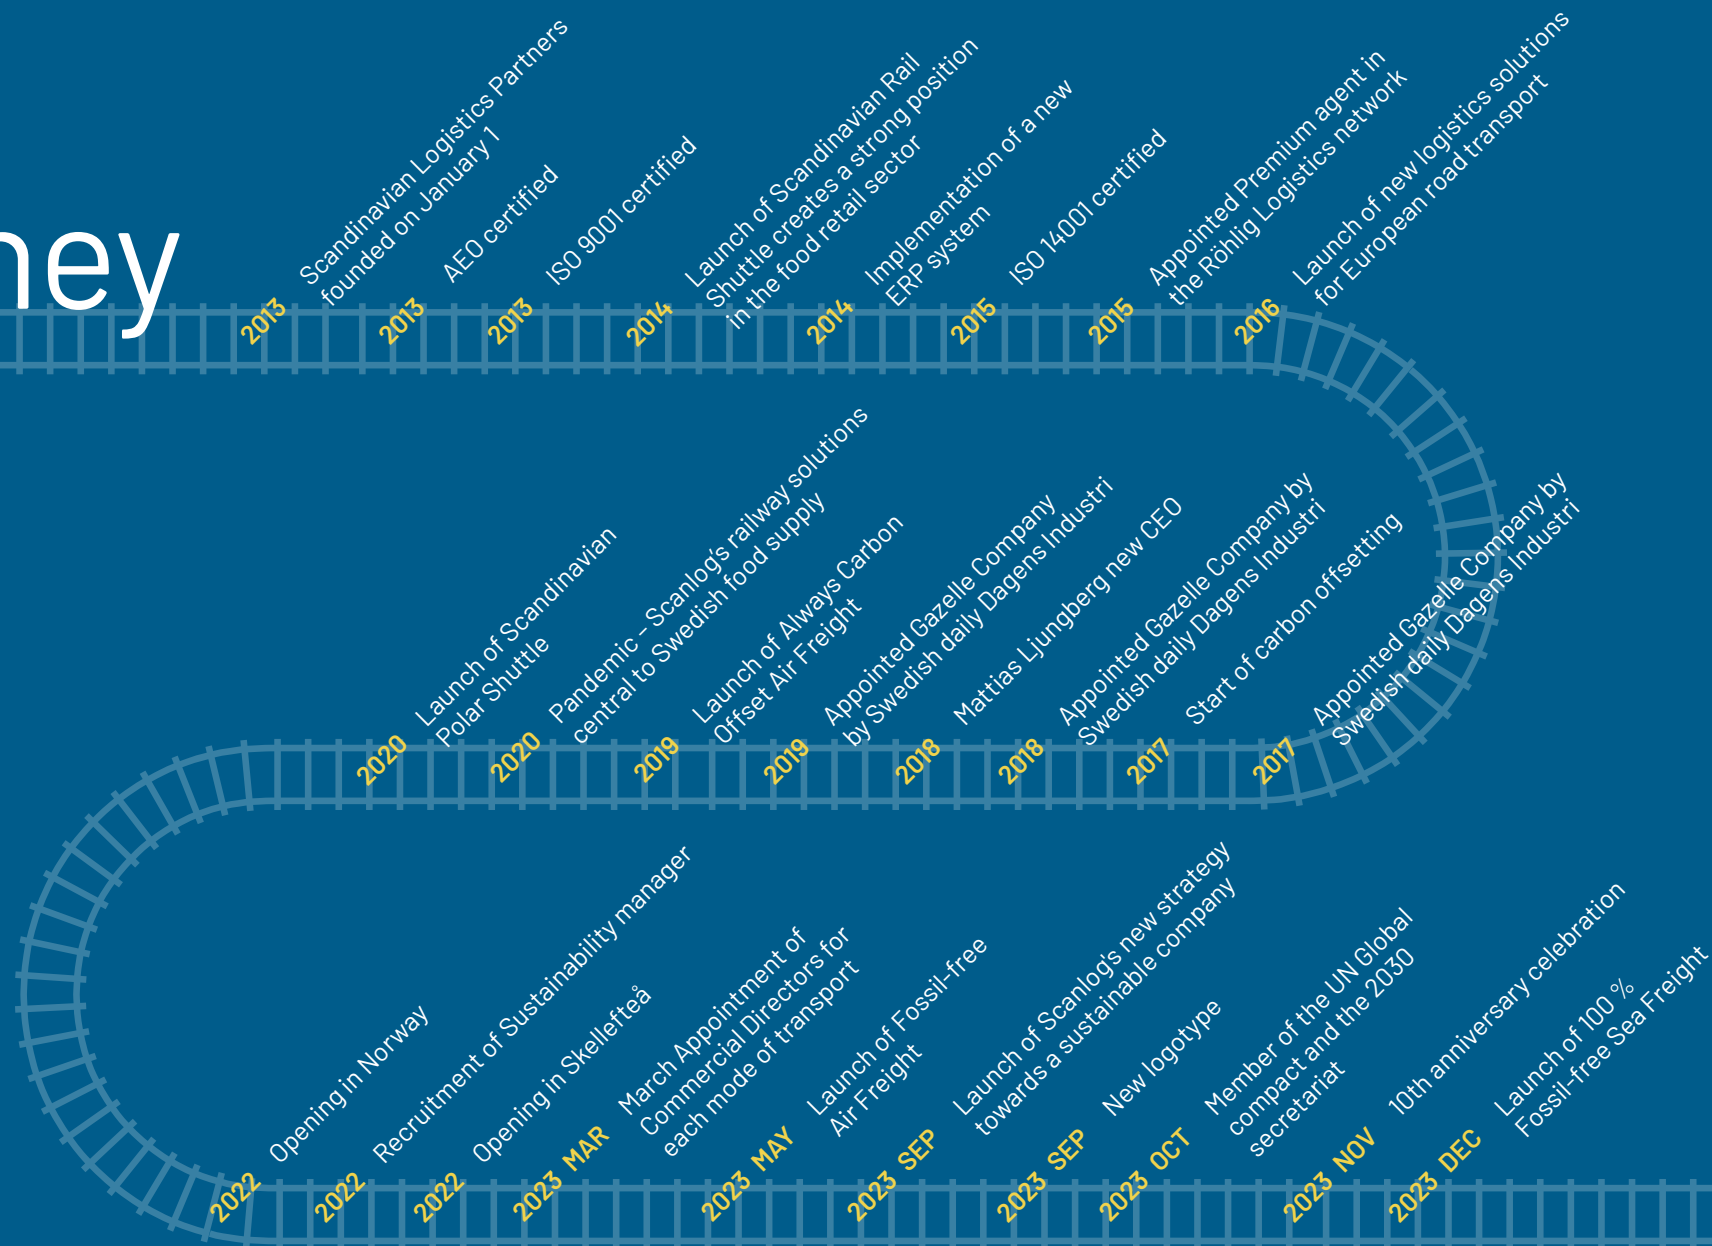 ney
2013
Scandinavian Logistics Partners
founded on January 1
2013
AEO certified
2013
ISO 9001 certified
2014
Launch of Scandinavian Rail
Shuttle creates a strong position
in the food retail sector
2014
Implementation of a new
ERP system
2015
ISO 14001 certified
2015
Appointed Premium agent in
the Röhlig Logistics network
2016
Launch of new logistics solutions
for European road transport
2017
Appointed Gazelle Company by
Swedish daily Dagens Industri
2017
Start of carbon offsetting
2018
Appointed Gazelle Company by
Swedish daily Dagens Industri
2018
Mattias Ljungberg new CEO
2019
Appointed Gazelle Company
by Swedish daily Dagens Industri
2019
Launch of Always Carbon
Offset Air Freight
2020
Pandemic – Scanlog's railway solutions
central to Swedish food supply
2020
Launch of Scandinavian
Polar Shuttle
2022
Opening in Norway
2022
Recruitment of Sustainability manager
2022
Opening in Skellefteå
2023 MAR
March Appointment of
Commercial Directors for
each mode of transport
2023 MAY
Launch of Fossil-free
Air Freight
2023 SEP
Launch of Scanlog's new strategy
towards a sustainable company
2023 SEP
New logotype
2023 OCT
Member of the UN Global
compact and the 2030
secretariat
2023 NOV
10th anniversary celebration
2023 DEC
Launch of 100 %
Fossil-free Sea Freight